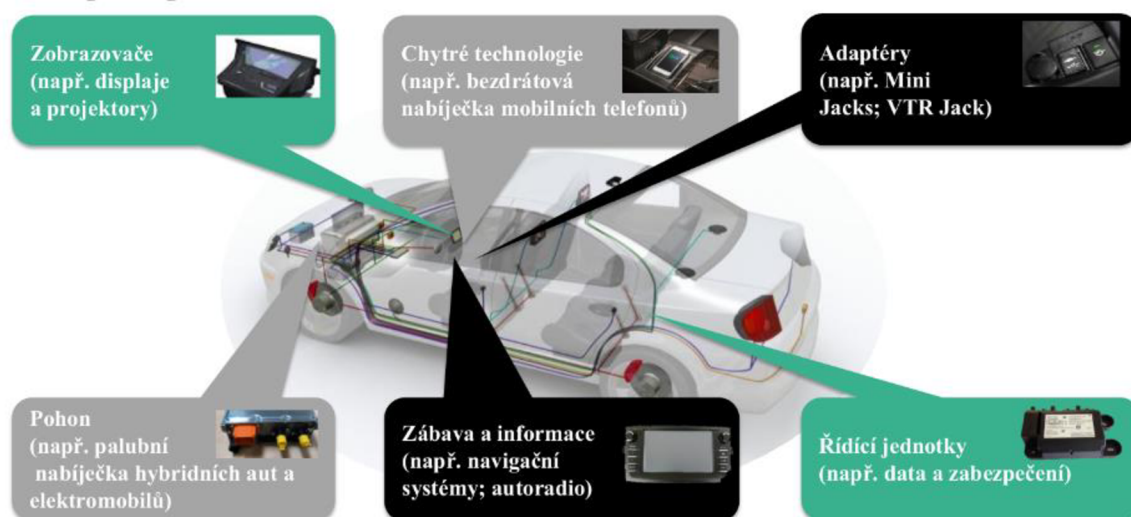 Zobrazovače
(např. displaje
a projektory)
Chytré technologie
(např. bezdrátová
nabíječka mobilních telefonů)
Adaptéry
(např. Mini
Jacks; VTR Jack)
Pohon
(např. palubní
nabíječka hybridních aut a
elektromobilů)
Zábava a informace
(např. navigační
systémy; autoradio)
Řídící jednotky
(např. data a zabezpečení)